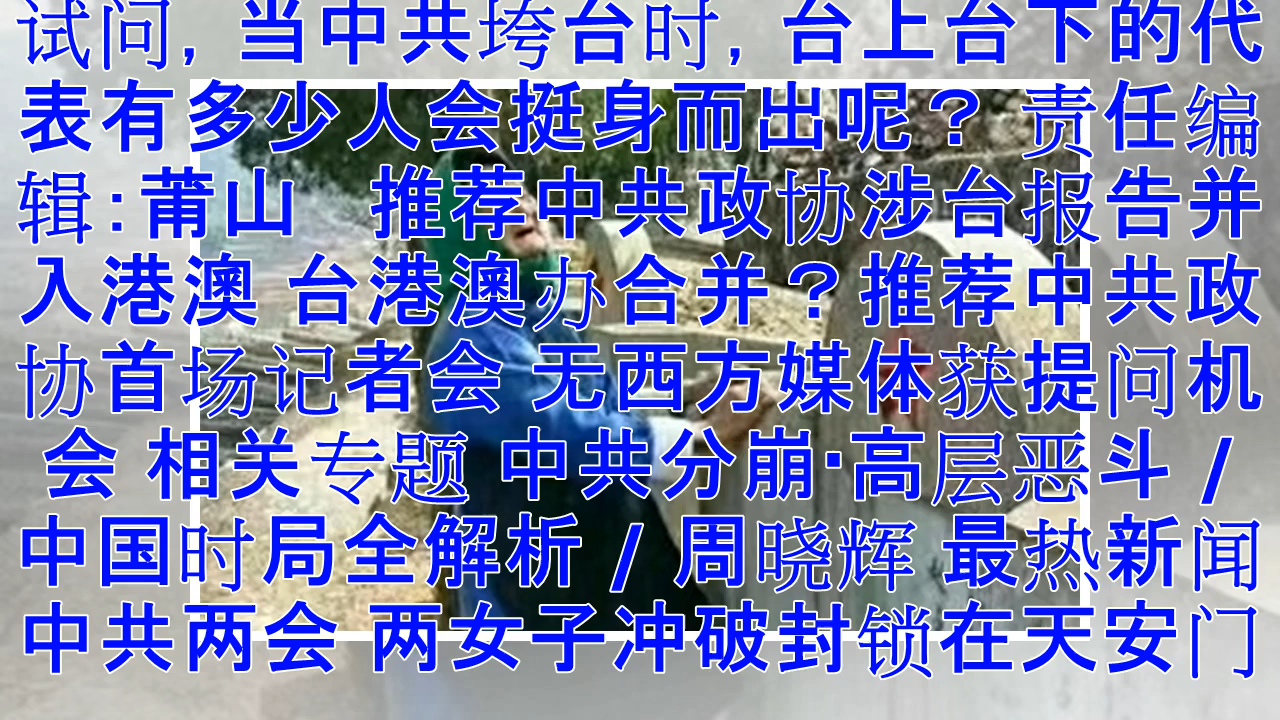 试问, 当中共垮台时, 台上台下的代
表有多少人会挺身而出呢？ 责任编
辑:莆山 推荐中共政协涉台报告并
入港澳 台港澳办合并？推荐中共政
协首场记者会 无西方媒体获提问机
会 相关专题 中共分崩·高层恶斗 /
中国时局全解析 / 周晓辉 最热新闻
中共两会 两女子冲破封锁在天安门